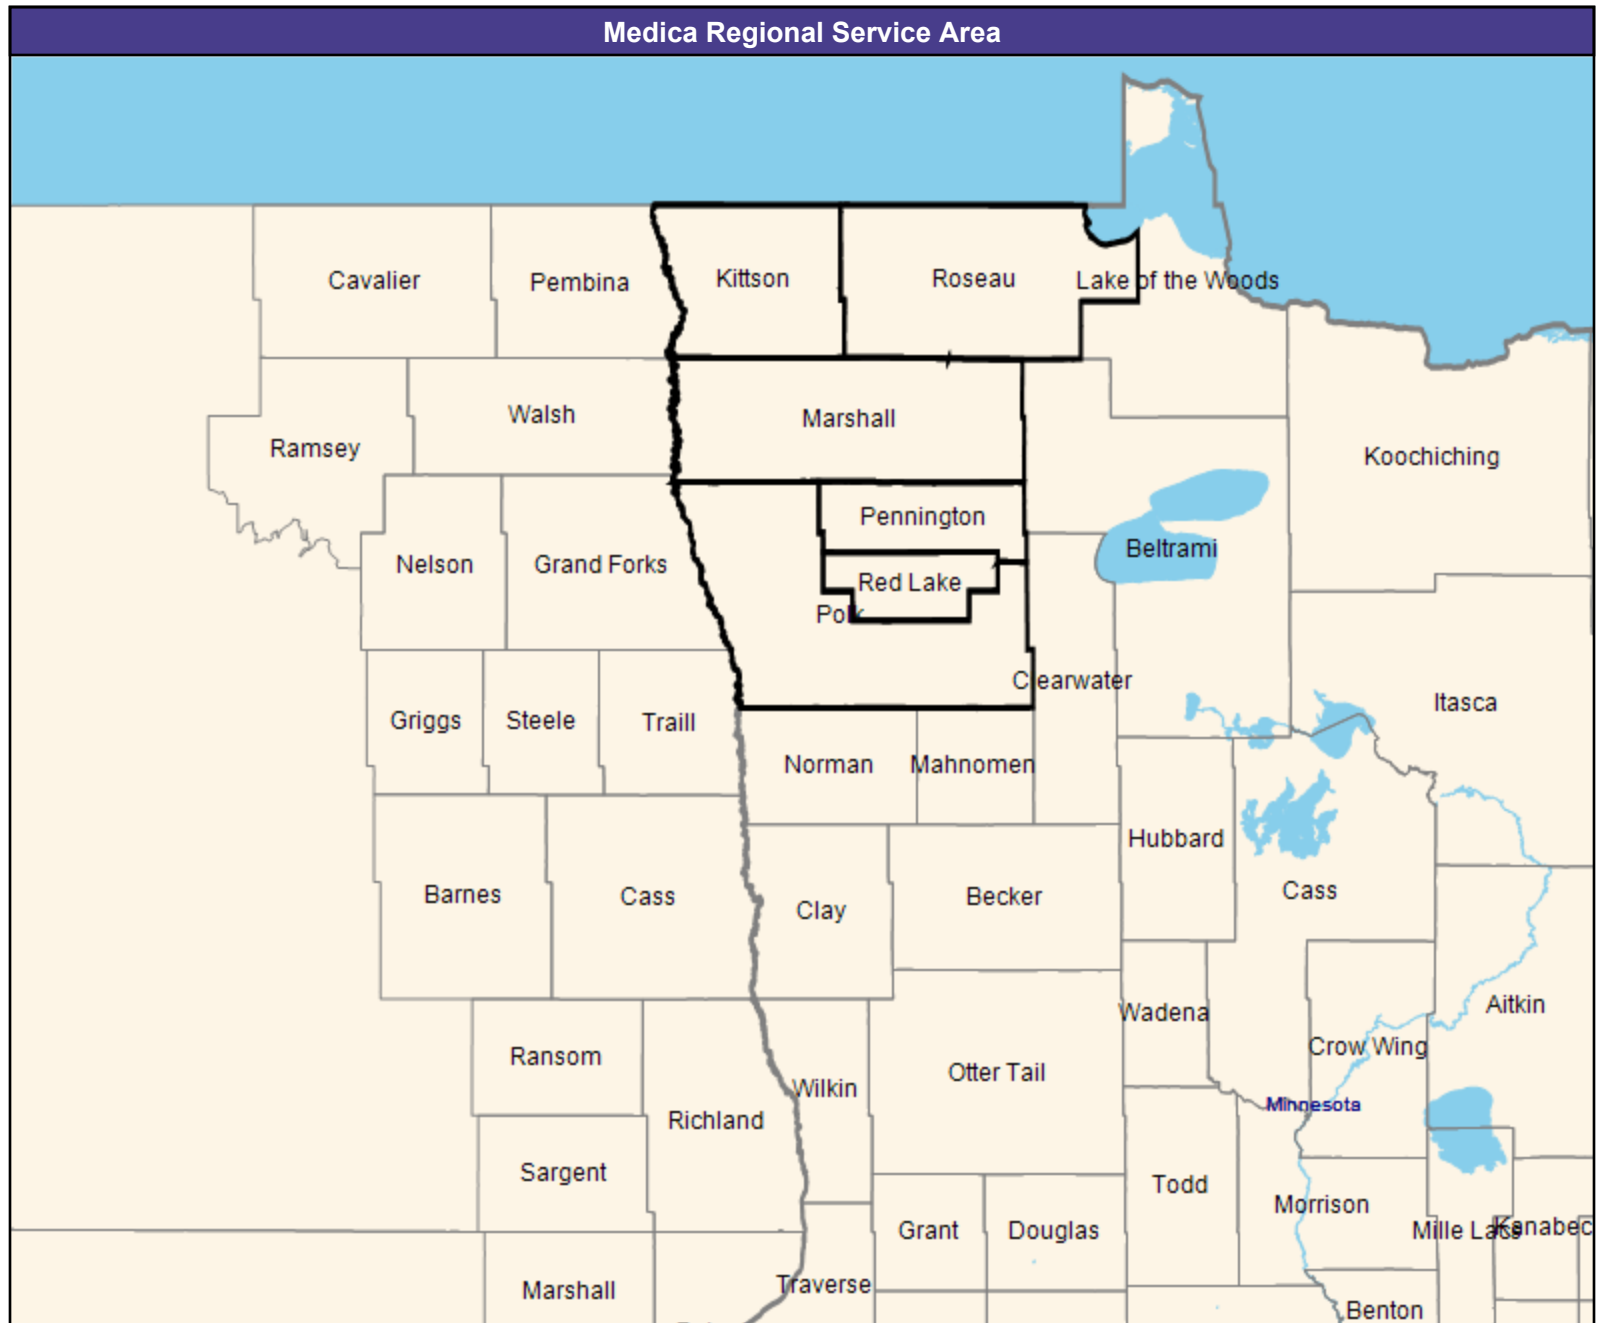 Medica Regional Service Area
Kittson
Roseau
Cavalier
Pembina
Lake of the Woods
Walsh
Marshall
Ramsey
Koochiching
Pennington
Beltrami
Nelson
Grand Forks
Red Lake
Polk
Clearwater
Itasca
Griggs
Steele
Traill
Norman
Mahnomen
Hubbard
Barnes
Cass
Clay
Becker
Cass
Wadena
Aitkin
Crow Wing
Ransom
Otter Tail
Wilkin
Minnesota
Richland
Sargent
Todd
Morrison
Grant
Douglas
Mille Lacs
Kanabec
Marshall
Traverse
Benton